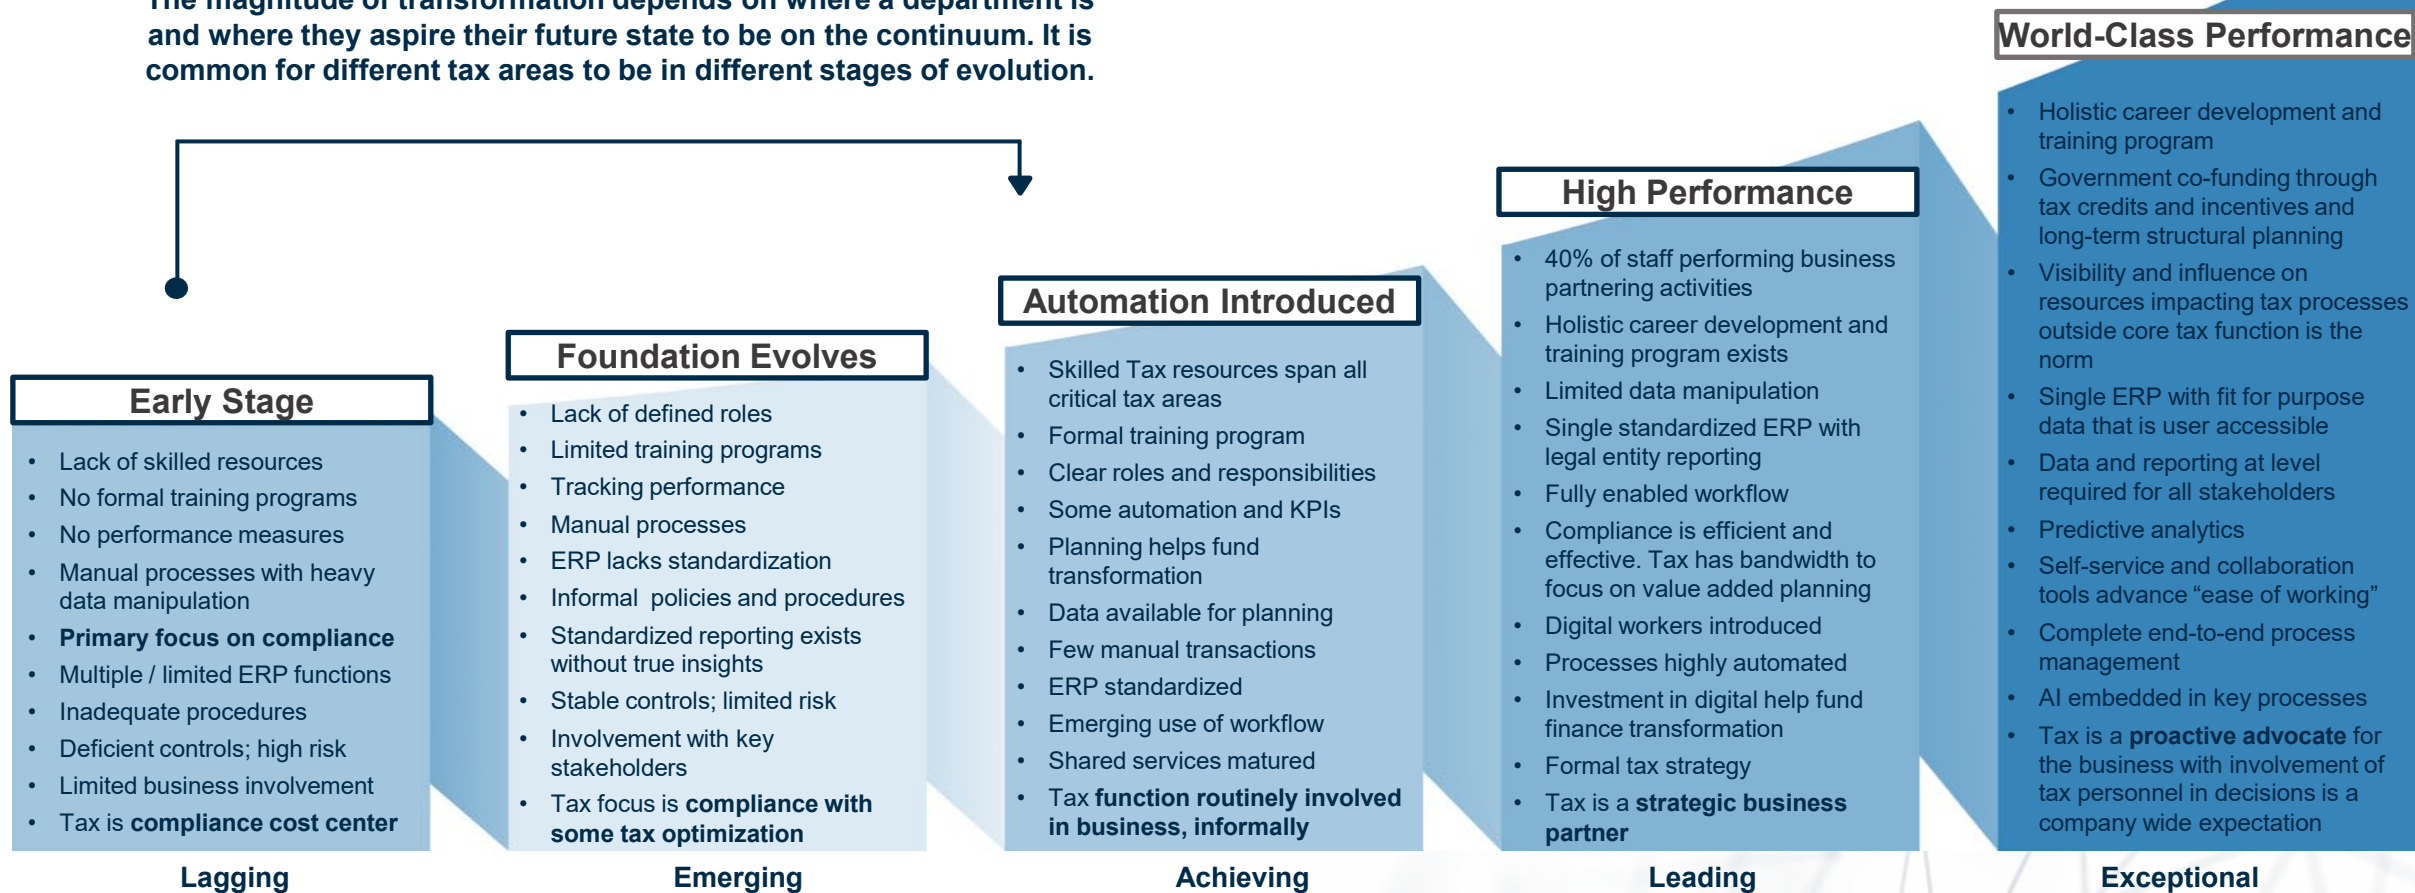 The magnitude of transformation depends on where a department is
and where they aspire their future state to be on the continuum. It is
common for different tax areas to be in different stages of evolution.
Early Stage
• Lack of skilled resources
• No formal training programs
• No performance measures
• Manual processes with heavy
data manipulation
• Primary focus on compliance
• Multiple / limited ERP functions
• Inadequate procedures
• Deficient controls; high risk
• Limited business involvement
• Tax is compliance cost center
Lagging
Foundation Evolves
• Lack of defined roles
• Limited training programs
• Tracking performance
• Manual processes
• ERP lacks standardization
• Informal policies and procedures
• Standardized reporting exists
without true insights
• Stable controls; limited risk
• Involvement with key
stakeholders
• Tax focus is compliance with
some tax optimization
Emerging
Automation Introduced
• Skilled Tax resources span all
critical tax areas
• Formal training program
• Clear roles and responsibilities
• Some automation and KPIs
• Planning helps fund
transformation
• Data available for planning
• Few manual transactions
• ERP standardized
• Emerging use of workflow
• Shared services matured
• Tax function routinely involved
in business, informally
Achieving
High Performance
• 40% of staff performing business
partnering activities
• Holistic career development and
training program exists
• Limited data manipulation
• Single standardized ERP with
legal entity reporting
• Fully enabled workflow
• Compliance is efficient and
effective. Tax has bandwidth to
focus on value added planning
• Digital workers introduced
• Processes highly automated
• Investment in digital help fund
finance transformation
• Formal tax strategy
• Tax is a strategic business
partner
Leading
World-Class Performance
• Holistic career development and
training program
• Government co-funding through
tax credits and incentives and
long-term structural planning
• Visibility and influence on
resources impacting tax processes
outside core tax function is the
norm
• Single ERP with fit for purpose
data that is user accessible
• Data and reporting at level
required for all stakeholders
• Predictive analytics
• Self-service and collaboration
tools advance “ease of working”
• Complete end-to-end process
management
• AI embedded in key processes
• Tax is a proactive advocate for
the business with involvement of
tax personnel in decisions is a
company wide expectation
Exceptional